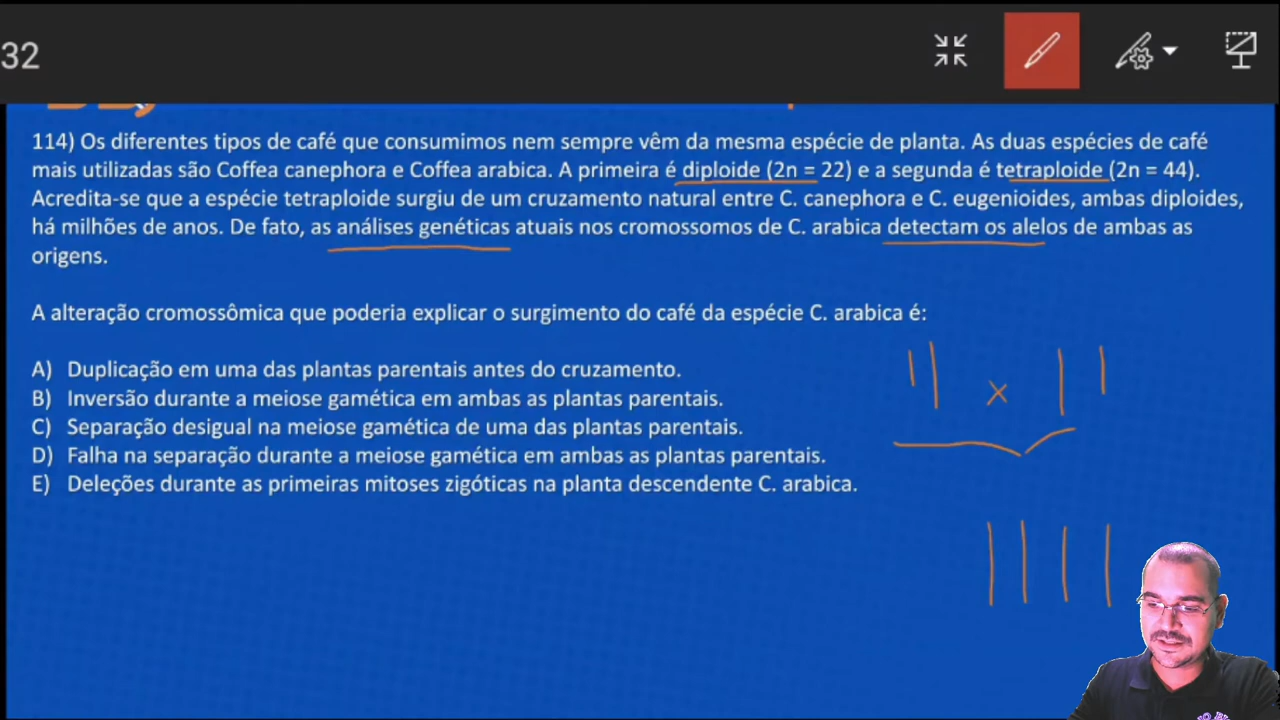 32
114) Os diferentes tipos de café que consumimos nem sempre vêm da mesma espécie de planta. As duas espécies de café
mais utilizadas são Coffea canephora e Coffea arabica. A primeira é diploide (2n = 22) e a segunda é tetraploide (2n = 44).
Acredita-se que a espécie tetraploide surgiu de um cruzamento natural entre C. canephora e C. eugenioides, ambas diploides,
há milhões de anos. De fato, as análises genéticas atuais nos cromossomos de C. arabica detectam os alelos de ambas as
origens.
A alteração cromossômica que poderia explicar o surgimento do café da espécie C. arabica é:
A) Duplicação em uma das plantas parentais antes do cruzamento.
B) Inversão durante a meiose gamética em ambas as plantas parentais.
C) Separação desigual na meiose gamética de uma das plantas parentais.
D) Falha na separação durante a meiose gamética em ambas as plantas parentais.
E) Deleções durante as primeiras mitoses zigóticas na planta descendente C. arabica.
x